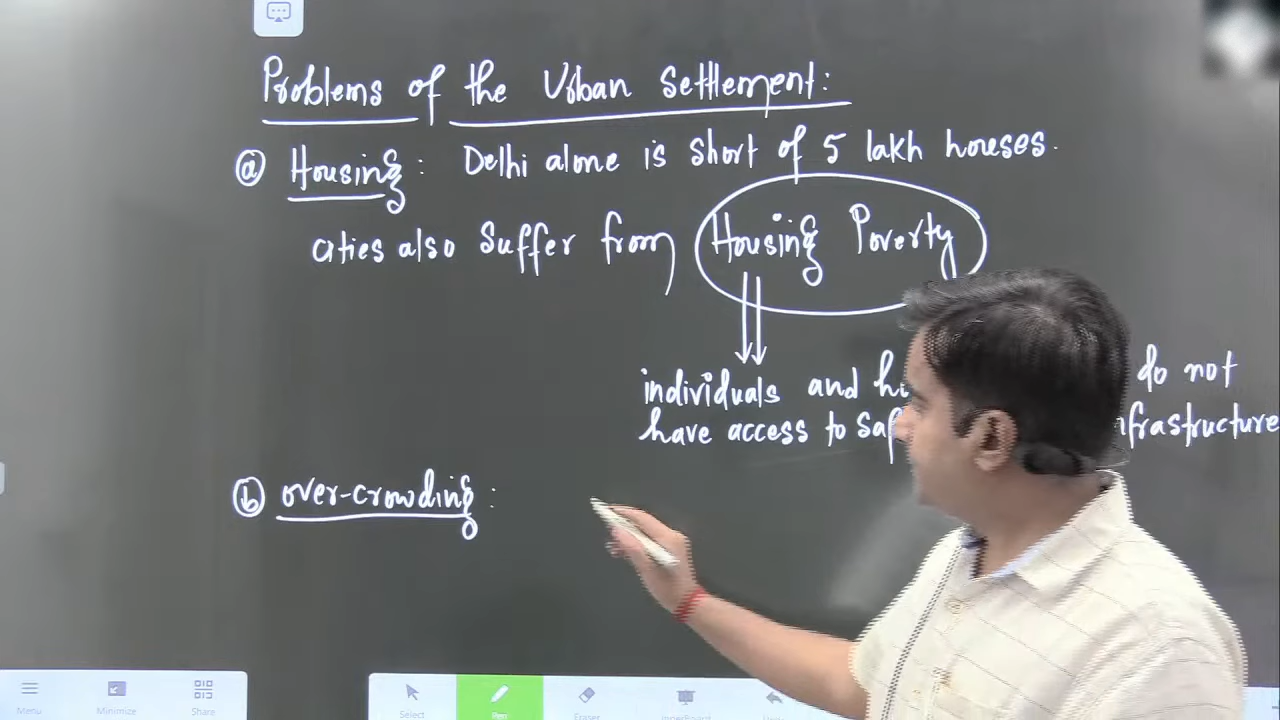 Problems of the Urban Settlement:
ⓐ Housing: Delhi alone is short of 5 lakh houses.
cities also suffer from Housing Poverty
individuals and do not
have access to infrastructure
ⓑ over-crowding:
Menu Minimize Share Select Pen Eraser